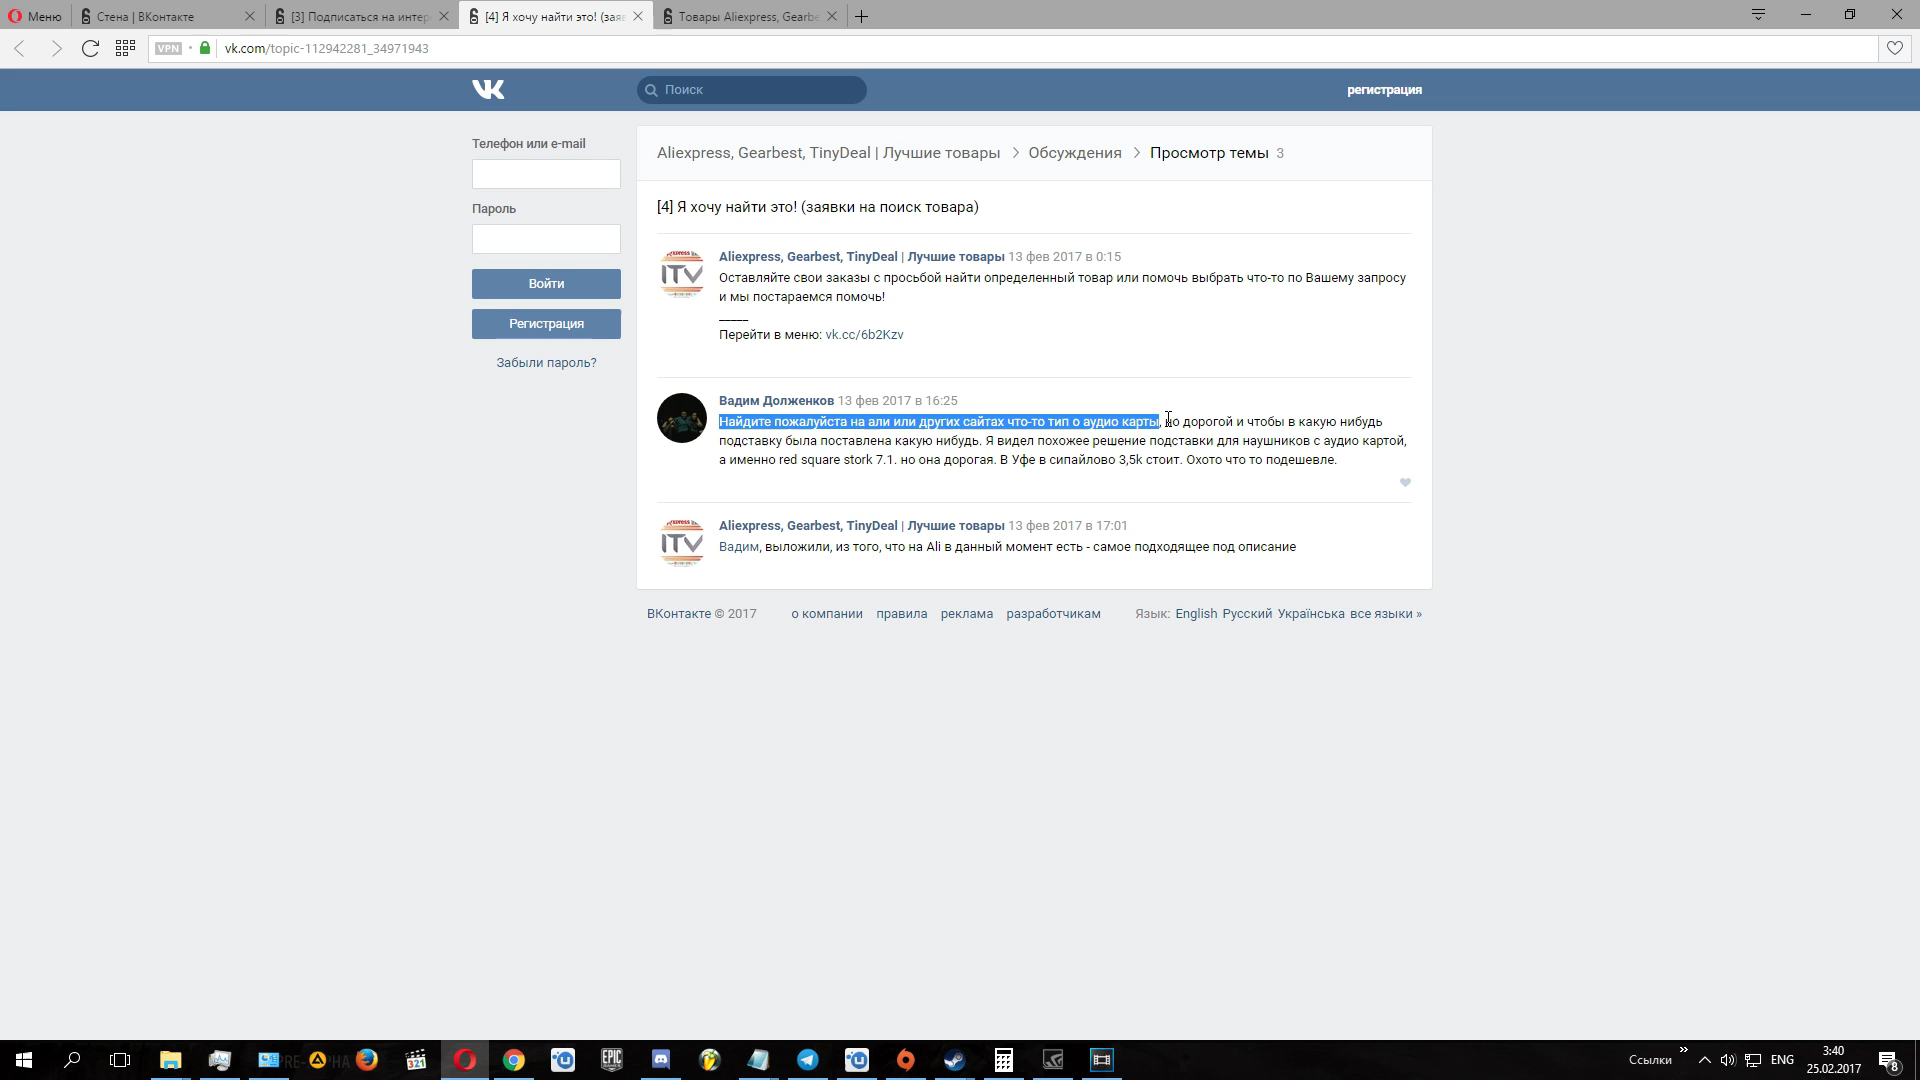 Меню
Стена | ВКонтакте
[3] Подписаться на интер
[4] Я хочу найти это! (заяв
Товары Aliexpress, Gearbe
VPN
vk.com/topic-112942281_34971943
Поиск
регистрация
Телефон или e-mail
Пароль
Войти
Регистрация
Забыли пароль?
Aliexpress, Gearbest, TinyDeal | Лучшие товары > Обсуждения > Просмотр темы 3
[4] Я хочу найти это! (заявки на поиск товара)
Aliexpress, Gearbest, TinyDeal | Лучшие товары 13 фев 2017 в 0:15
Оставляйте свои заказы с просьбой найти определенный товар или помочь выбрать что-то по Вашему запросу
и мы постараемся помочь!
_____
Перейти в меню: vk.cc/6b2Kzv
Вадим Долженков 13 фев 2017 в 16:25
Найдите пожалуйста на али или других сайтах что-то тип о аудио карты, но дорогой и чтобы в какую нибудь
подставку была поставлена какую нибудь. Я видел похожее решение подставки для наушников с аудио картой,
а именно red square stork 7.1. но она дорогая. В Уфе в сипайлово 3,5k стоит. Охото что то подешевле.
Aliexpress, Gearbest, TinyDeal | Лучшие товары 13 фев 2017 в 17:01
Вадим, выложили, из того, что на Ali в данный момент есть - самое подходящее под описание
ВКонтакте © 2017 о компании правила реклама разработчикам Язык: English Русский Українська все языки »
EPIC GAMES
321
Ссылки
ENG
3:40
25.02.2017
8